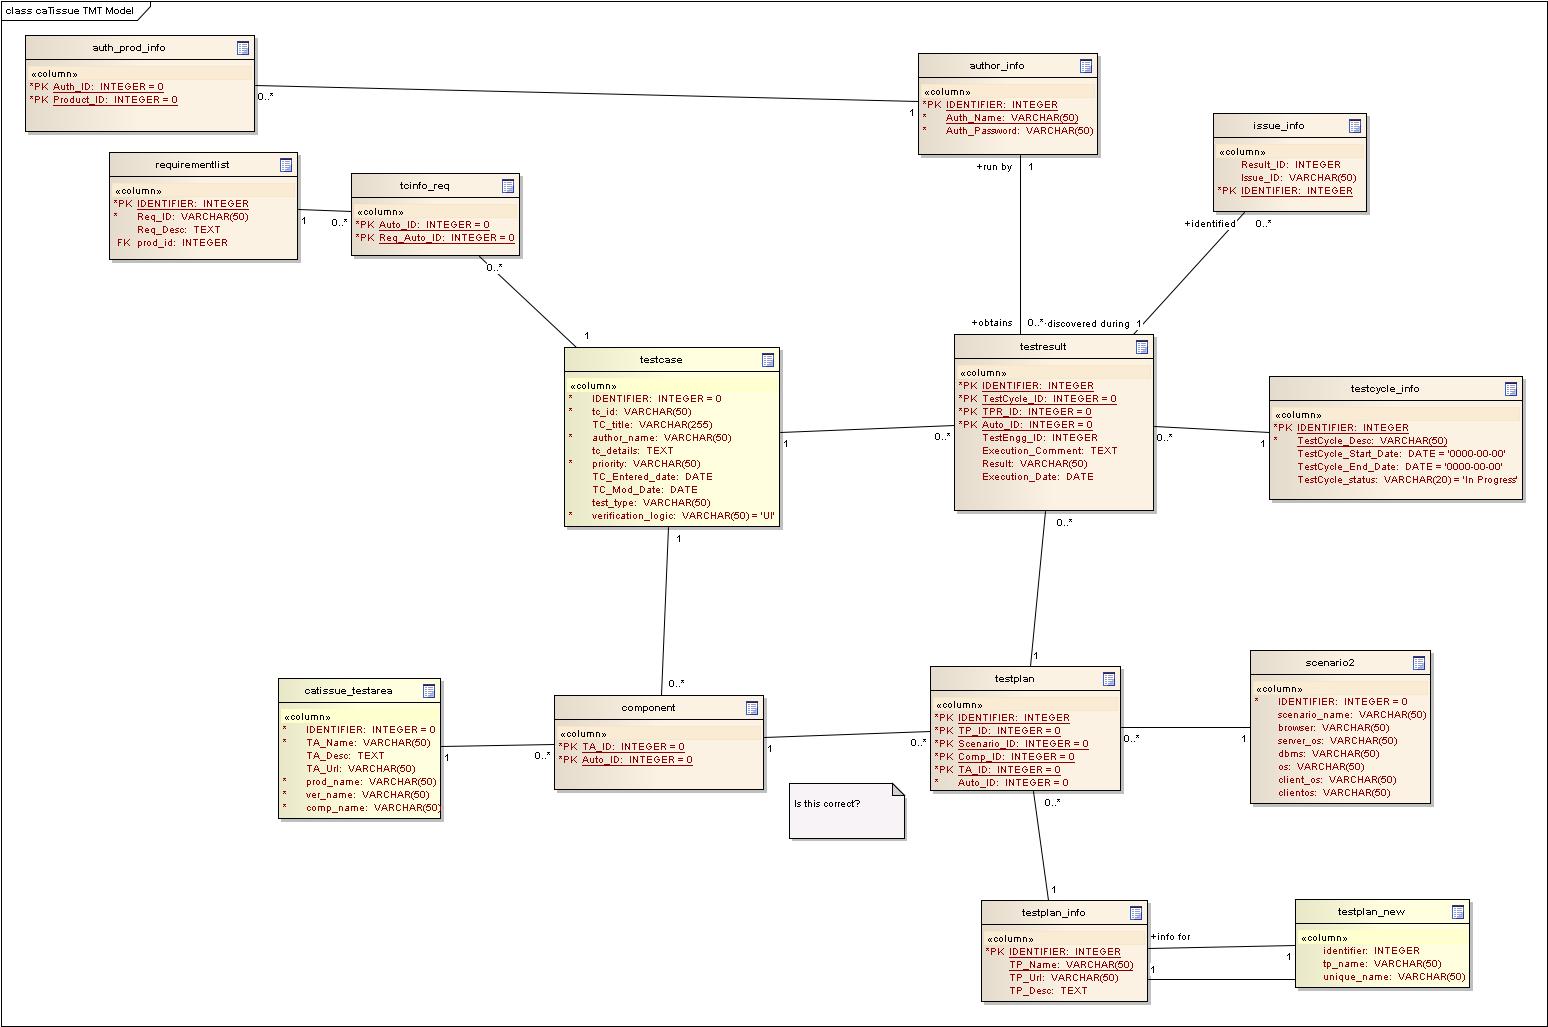 class caTissue TMT Model
auth_prod_info
«column»
*PK Auth_ID: INTEGER = 0
*PK Product_ID: INTEGER = 0
0..*
1
author_info
«column»
*PK IDENTIFIER: INTEGER
* Auth_Name: VARCHAR(50)
* Auth_Password: VARCHAR(50)
+run by
1
issue_info
«column»
Result_ID: INTEGER
Issue_ID: VARCHAR(50)
*PK IDENTIFIER: INTEGER
+identified
0..*
requirementlist
«column»
*PK IDENTIFIER: INTEGER
* Req_ID: VARCHAR(50)
Req_Desc: TEXT
FK prod_id: INTEGER
1
0..*
tcinfo_req
«column»
*PK Auto_ID: INTEGER = 0
*PK Req_Auto_ID: INTEGER = 0
0..*
1
+obtains
0..*
+discovered during
1
testcase
«column»
* IDENTIFIER: INTEGER = 0
* tc_id: VARCHAR(50)
TC_title: VARCHAR(255)
* author_name: VARCHAR(50)
tc_details: TEXT
* priority: VARCHAR(50)
TC_Entered_date: DATE
TC_Mod_Date: DATE
test_type: VARCHAR(50)
* verification_logic: VARCHAR(50) = 'UI'
1
0..*
testresult
«column»
*PK IDENTIFIER: INTEGER
*PK TestCycle_ID: INTEGER = 0
*PK TPR_ID: INTEGER = 0
*PK Auto_ID: INTEGER = 0
TestEngg_ID: INTEGER
Execution_Comment: TEXT
Result: VARCHAR(50)
Execution_Date: DATE
0..*
1
testcycle_info
«column»
*PK IDENTIFIER: INTEGER
* TestCycle_Desc: VARCHAR(50)
TestCycle_Start_Date: DATE = '0000-00-00'
TestCycle_End_Date: DATE = '0000-00-00'
TestCycle_status: VARCHAR(20) = 'In Progress'
1
0..*
0..*
1
catissue_testarea
«column»
* IDENTIFIER: INTEGER = 0
* TA_Name: VARCHAR(50)
TA_Desc: TEXT
TA_Url: VARCHAR(50)
* prod_name: VARCHAR(50)
* ver_name: VARCHAR(50)
* comp_name: VARCHAR(50)
1
0..*
component
«column»
*PK TA_ID: INTEGER = 0
*PK Auto_ID: INTEGER = 0
1
0..*
Is this correct?
testplan
«column»
*PK IDENTIFIER: INTEGER
*PK TP_ID: INTEGER = 0
*PK Scenario_ID: INTEGER = 0
*PK Comp_ID: INTEGER = 0
*PK TA_ID: INTEGER = 0
* Auto_ID: INTEGER = 0
0..*
1
scenario2
«column»
* IDENTIFIER: INTEGER = 0
scenario_name: VARCHAR(50)
browser: VARCHAR(50)
server_os: VARCHAR(50)
dbms: VARCHAR(50)
os: VARCHAR(50)
client_os: VARCHAR(50)
clientos: VARCHAR(50)
0..*
1
testplan_info
«column»
*PK IDENTIFIER: INTEGER
TP_Name: VARCHAR(50)
TP_Url: VARCHAR(50)
TP_Desc: TEXT
+info for
1
1
testplan_new
«column»
identifier: INTEGER
tp_name: VARCHAR(50)
unique_name: VARCHAR(50)